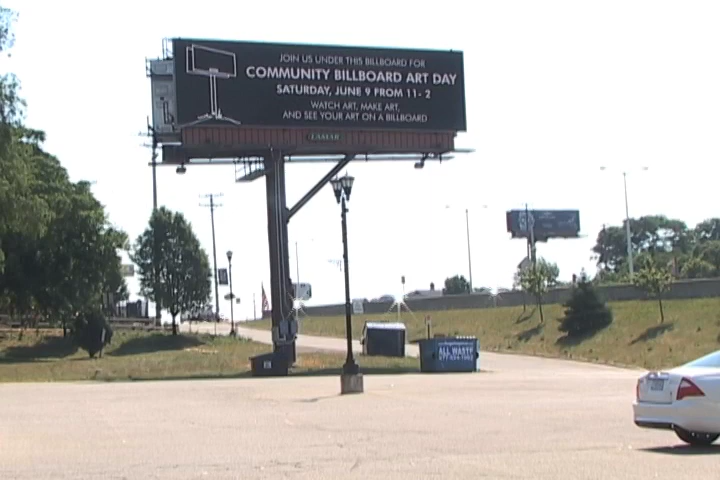 JOIN US UNDER THIS BILLBOARD FOR
COMMUNITY BILLBOARD ART DAY
SATURDAY, JUNE 9 FROM 11- 2
WATCH ART, MAKE ART,
AND SEE YOUR ART ON A BILLBOARD
LAMAR
ALL WASTE